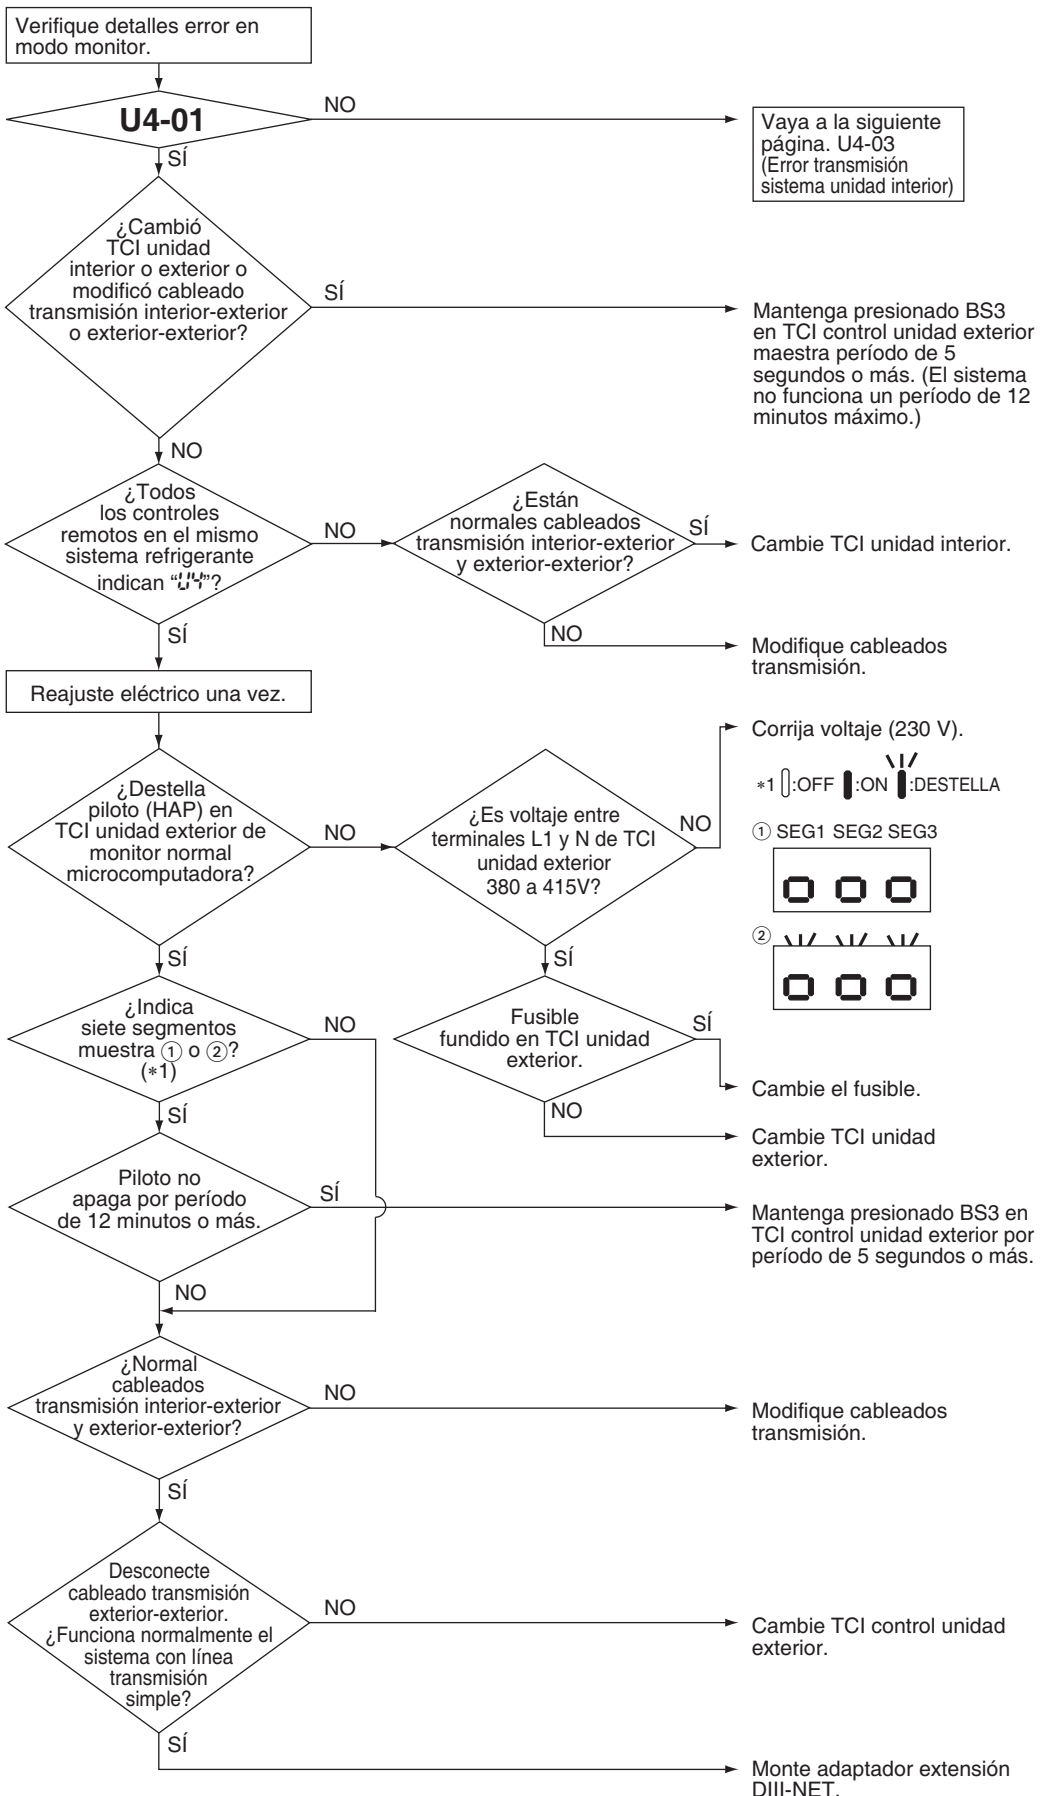 Verifique detalles error en
modo monitor.
U4-01
NO
SÍ
Vaya a la siguiente
página. U4-03
(Error transmisión
sistema unidad interior)
¿Cambió
TCI unidad
interior o exterior o
modificó cableado
transmisión interior-exterior
o exterior-exterior?
SÍ
NO
Mantenga presionado BS3
en TCI control unidad exterior
maestra período de 5
segundos o más. (El sistema
no funciona un período de 12
minutos máximo.)
¿Todos
los controles
remotos en el mismo
sistema refrigerante
indican “U4”?
NO
SÍ
¿Están
normales cableados
transmisión interior-exterior
y exterior-exterior?
SÍ
NO
Cambie TCI unidad interior.
Modifique cableados
transmisión.
Reajuste eléctrico una vez.
¿Destella
piloto (HAP) en
TCI unidad exterior de
monitor normal
microcomputadora?
NO
SÍ
¿Es voltaje entre
terminales L1 y N de TCI
unidad exterior
380 a 415V?
NO
SÍ
Corrija voltaje (230 V).
*1 :OFF :ON :DESTELLA
① SEG1 SEG2 SEG3
②
¿Indica
siete segmentos
muestra ① o ②?
(*1)
NO
SÍ
Fusible
fundido en TCI unidad
exterior.
SÍ
NO
Cambie el fusible.
Cambie TCI unidad
exterior.
Piloto no
apaga por período
de 12 minutos o más.
SÍ
NO
Mantenga presionado BS3 en
TCI control unidad exterior por
período de 5 segundos o más.
¿Normal
cableados
transmisión interior-exterior
y exterior-exterior?
NO
SÍ
Modifique cableados
transmisión.
Desconecte
cableado transmisión
exterior-exterior.
¿Funciona normalmente el
sistema con línea
transmisión
simple?
NO
SÍ
Cambie TCI control unidad
exterior.
Monte adaptador extensión
DIII-NET.